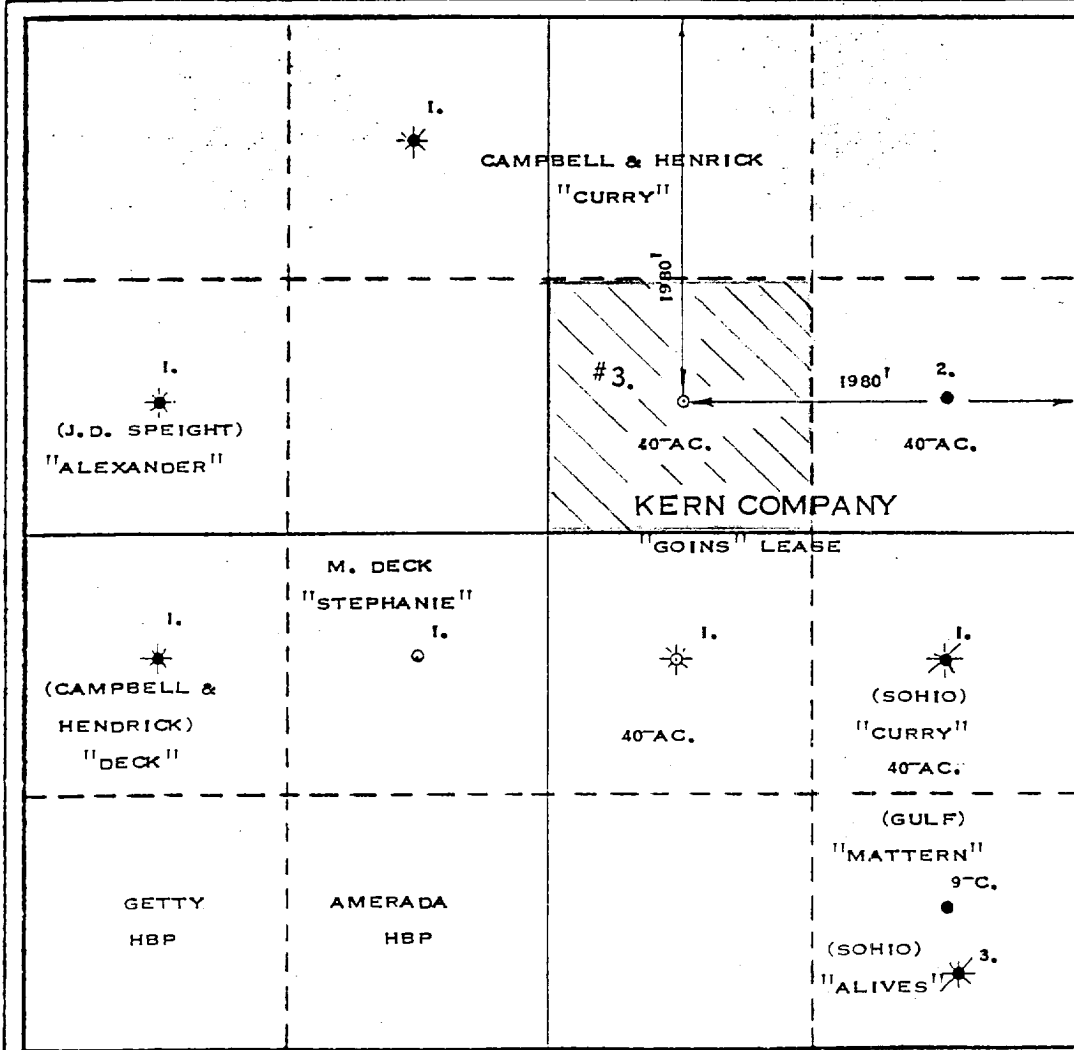 1.
CAMPBELL & HENRICK
"CURRY"
1980'
1.
(J.D. SPEIGHT)
"ALEXANDER"
#3.
40-AC.
1980'
2.
40-AC.
KERN COMPANY
"GOINS" LEASE
M. DECK
"STEPHANIE"
1.
1.
(CAMPBELL &
HENDRICK)
"DECK"
1.
40-AC.
1.
(SOHIO)
"CURRY"
40-AC.
(GULF)
"MATTERN"
9-C.
GETTY
HBP
AMERADA
HBP
(SOHIO)
"ALIVES"
3.